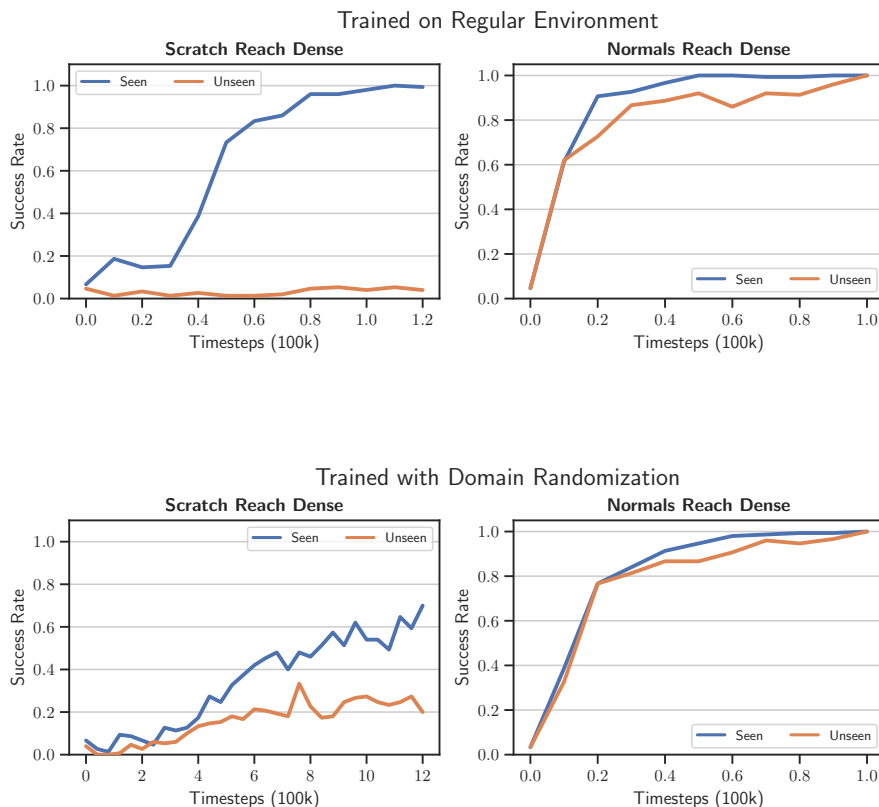 Trained on Regular Environment
Scratch Reach Dense
Normals Reach Dense
Seen Unseen
1.0
0.8
0.6
0.4
0.2
0.0
Success Rate
0.0 0.2 0.4 0.6 0.8 1.0 1.2
Timesteps (100k)
1.0
0.8
0.6
0.4
0.2
0.0
Success Rate
Seen Unseen
0.0 0.2 0.4 0.6 0.8 1.0
Timesteps (100k)
Trained with Domain Randomization
Scratch Reach Dense
Normals Reach Dense
Seen Unseen
1.0
0.8
0.6
0.4
0.2
0.0
Success Rate
0 2 4 6 8 10 12
Timesteps (100k)
1.0
0.8
0.6
0.4
0.2
0.0
Success Rate
Seen Unseen
0.0 0.2 0.4 0.6 0.8 1.0
Timesteps (100k)